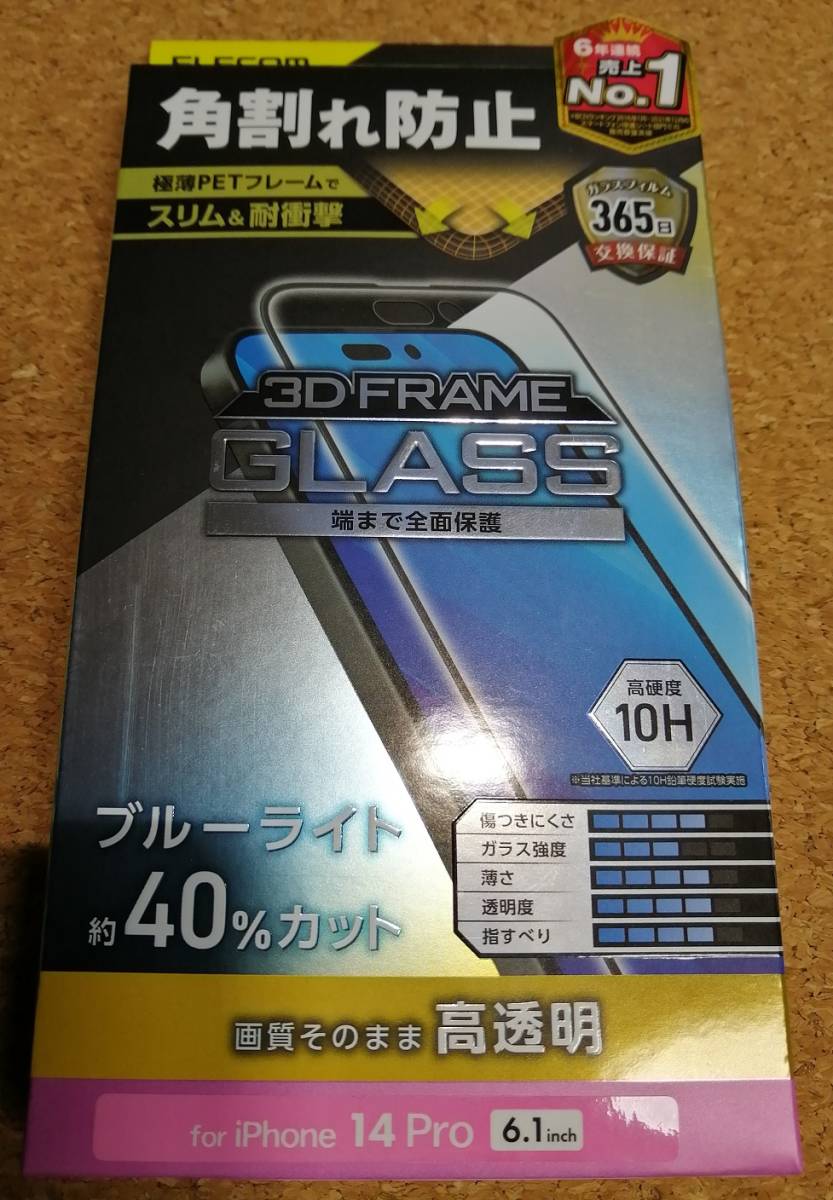 ELECOM
角割れ防止
極薄PETフレームで
スリム&耐衝撃
6年連続
売上
No.1
ガラスフィルム
365日
交換保証
3D FRAME
GLASS
端まで全面保護
高硬度
10H
※当社基準による10H鉛筆硬度試験実施
ブルーライト
約40%カット
傷つきにくさ
ガラス強度
薄さ
透明度
指すべり
画質そのまま 高透明
for iPhone 14 Pro 6.1inch